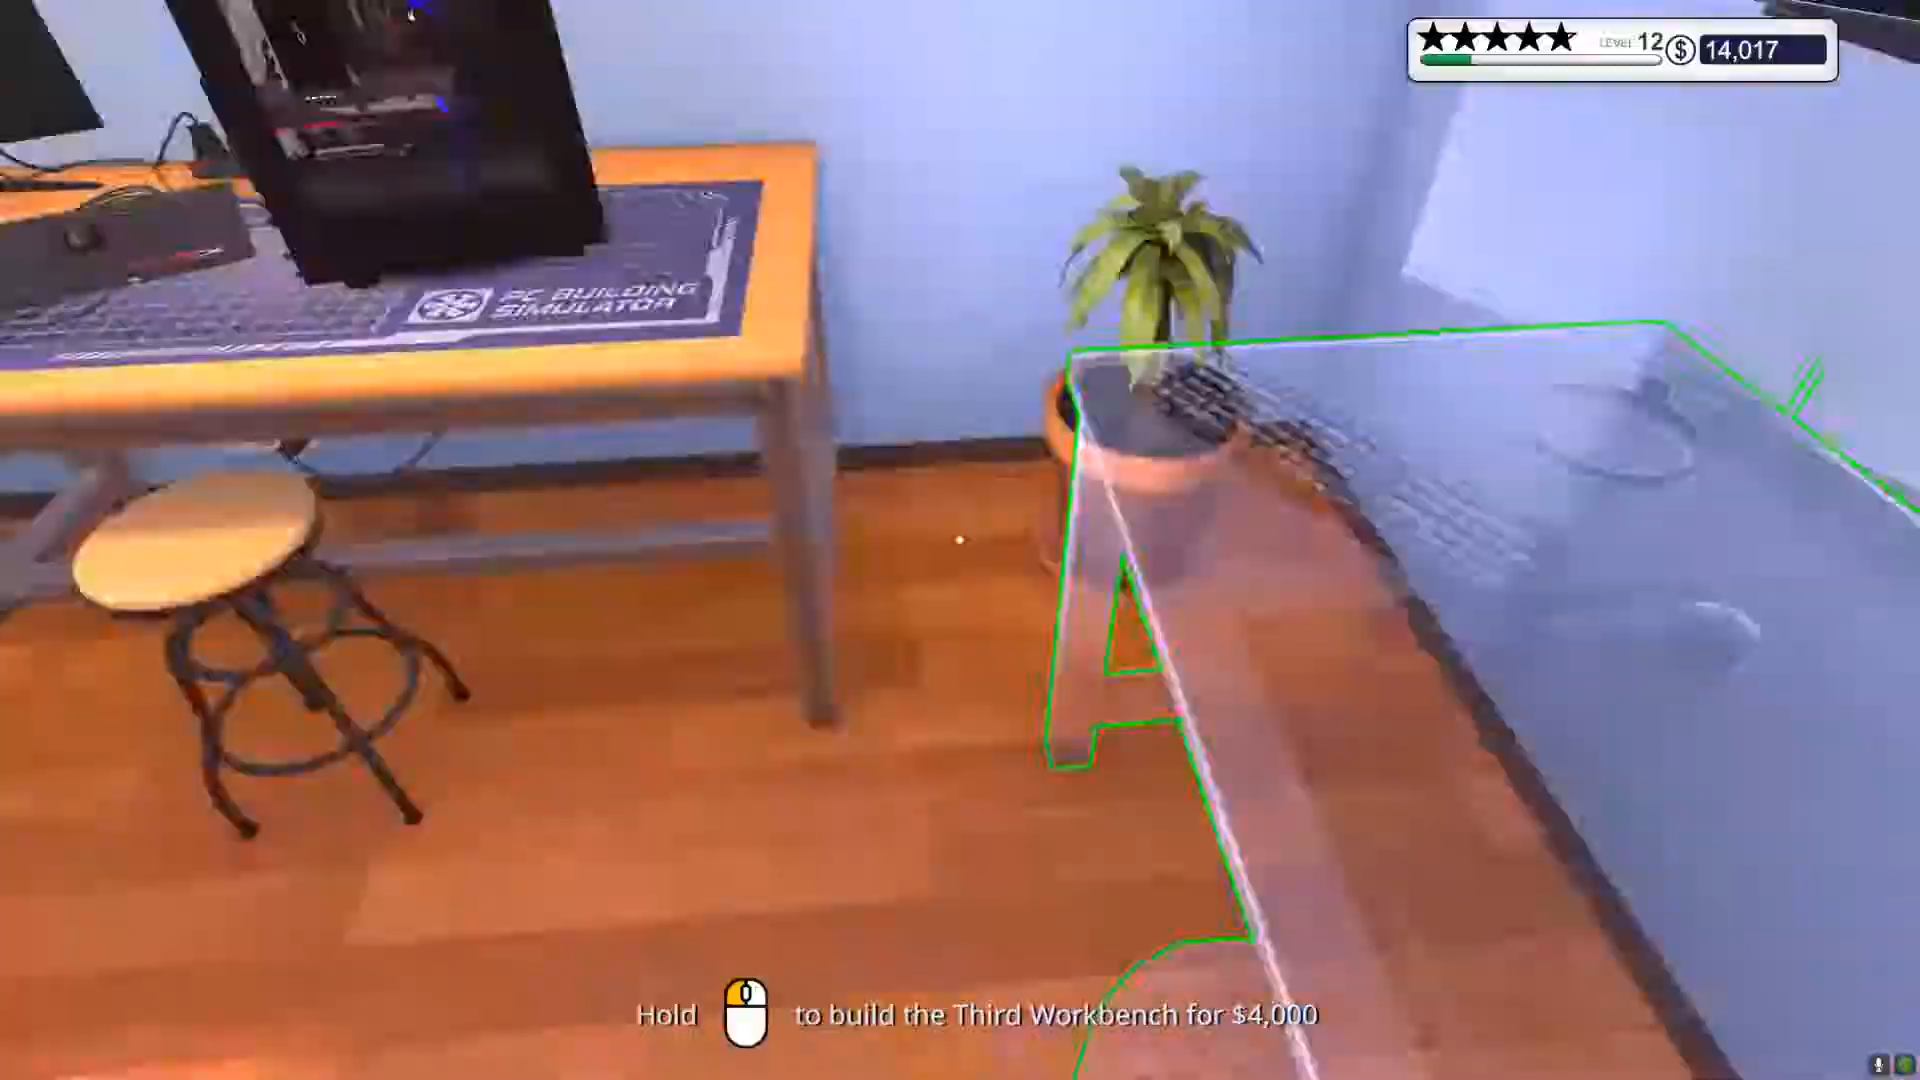 LEVEL 12
$ 14,017
PC BUILDING
SIMULATOR
Hold to build the Third Workbench for $4,000